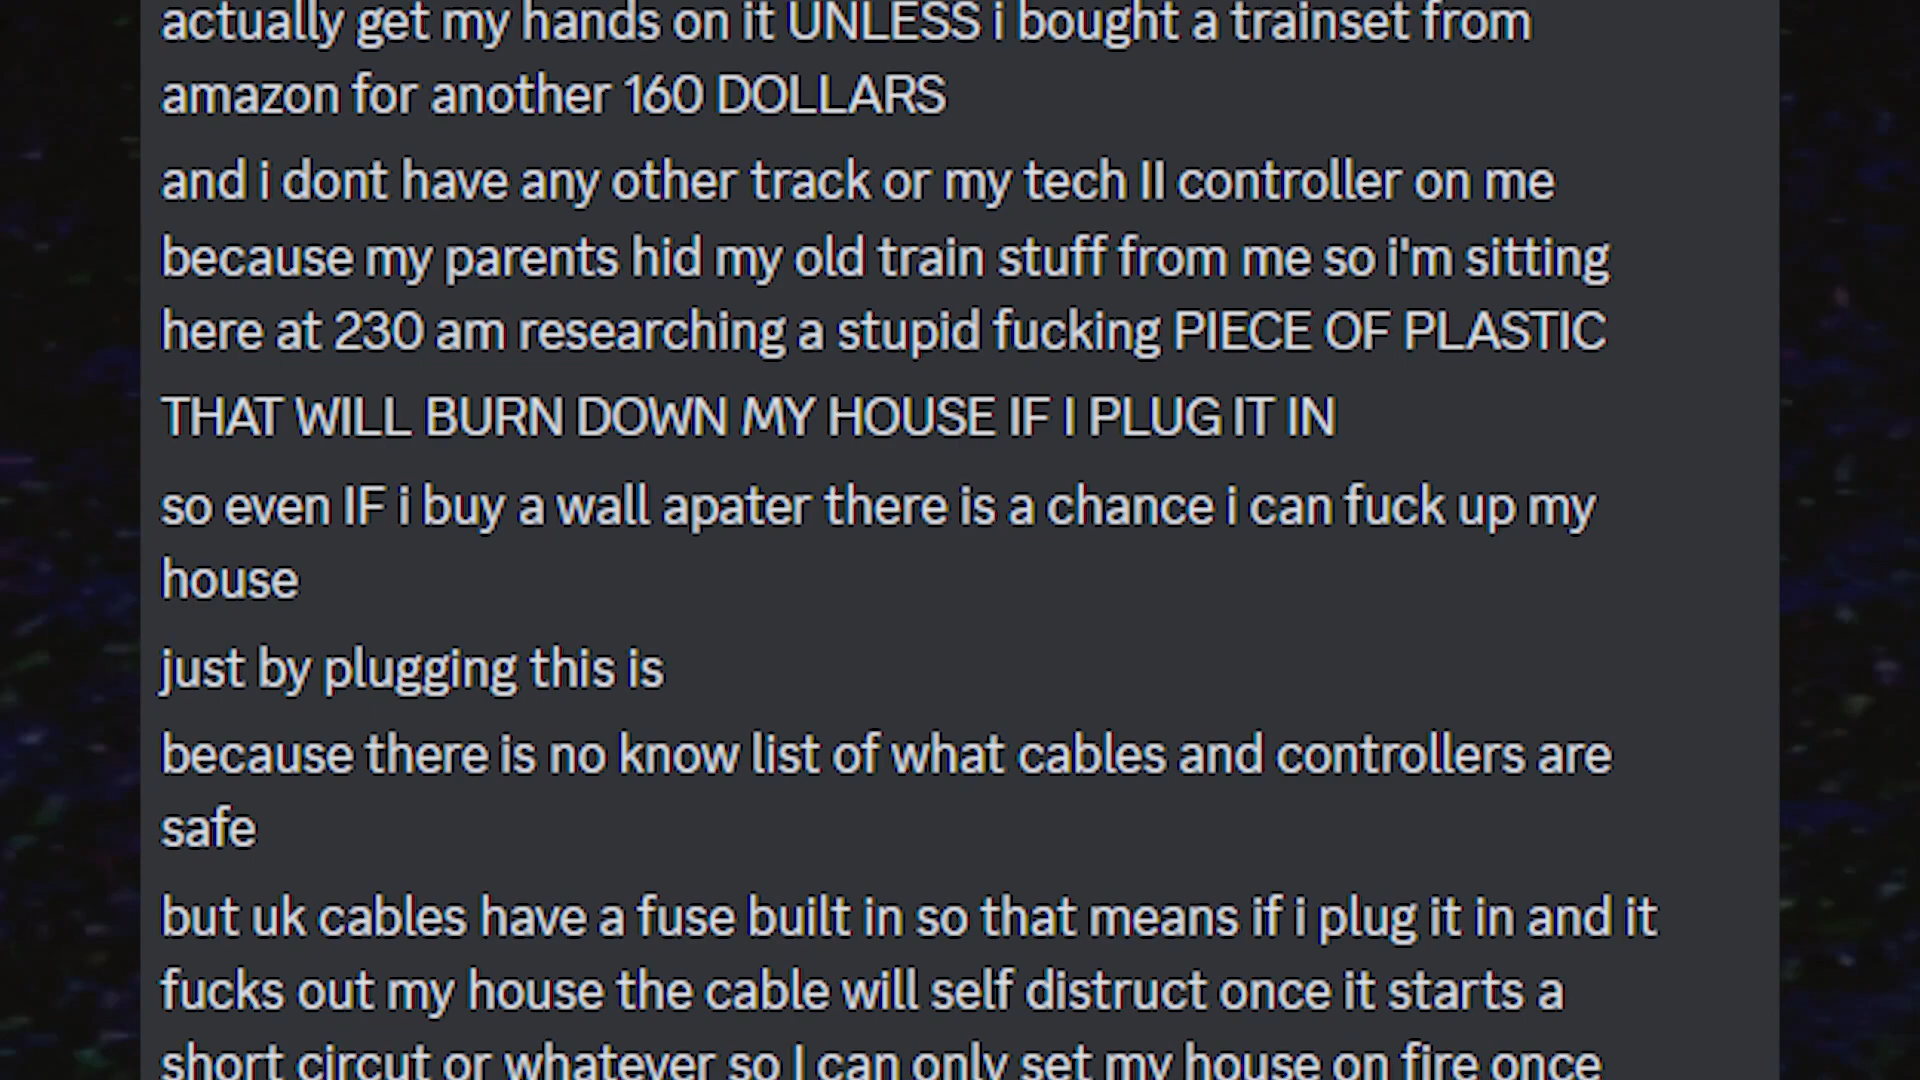 actually get my hands on it UNLESS i bought a trainset from
amazon for another 160 DOLLARS
and i dont have any other track or my tech II controller on me
because my parents hid my old train stuff from me so i'm sitting
here at 230 am researching a stupid fucking PIECE OF PLASTIC
THAT WILL BURN DOWN MY HOUSE IF I PLUG IT IN
so even IF i buy a wall apater there is a chance i can fuck up my
house
just by plugging this is
because there is no know list of what cables and controllers are
safe
but uk cables have a fuse built in so that means if i plug it in and it
fucks out my house the cable will self distruct once it starts a
short circut or whatever so I can only set my house on fire once